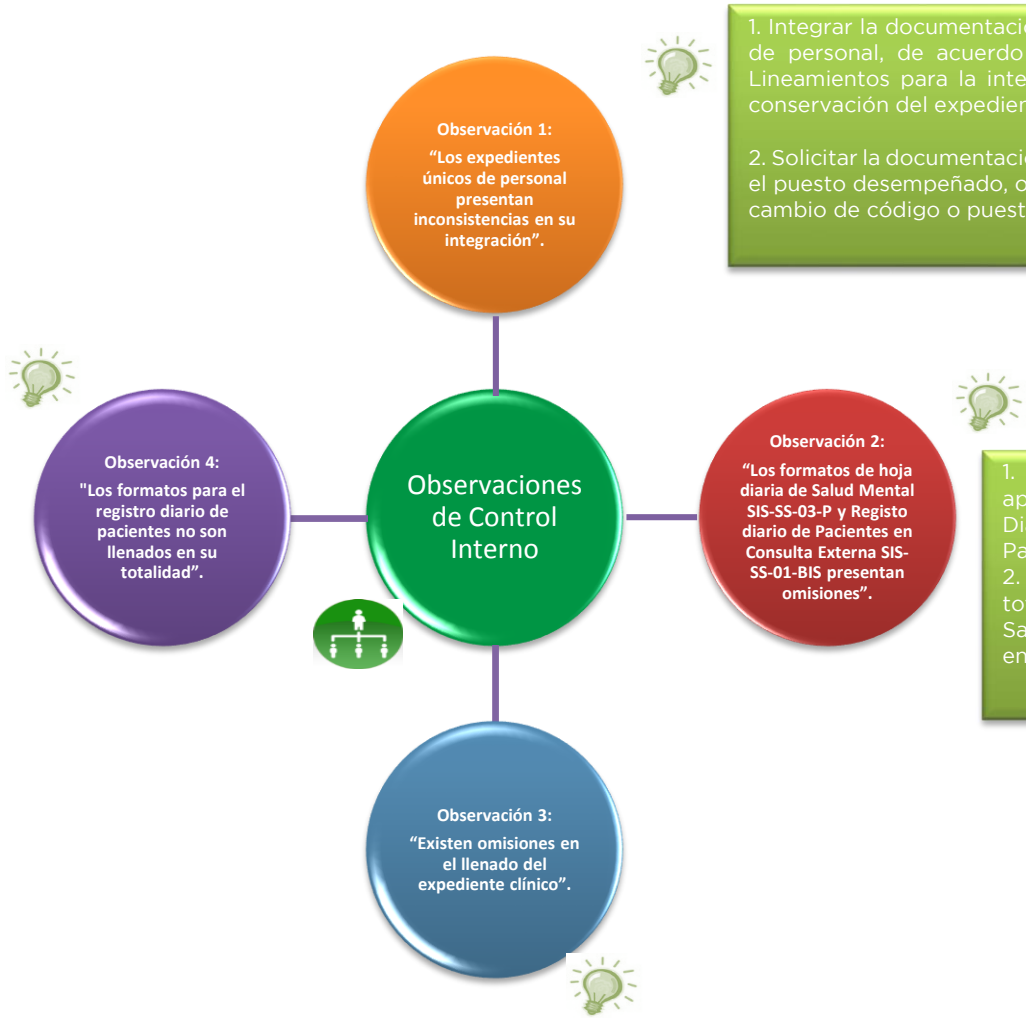 1. Integrar la documentació
de personal, de acuerdo
Lineamientos para la inte
conservación del expedien
2. Solicitar la documentació
el puesto desempeñado, o
cambio de código o puest
Observación 1:
“Los expedientes
únicos de personal
presentan
inconsistencias en su
integración”.
Observación 4:
"Los formatos para el
registro diario de
pacientes no son
llenados en su
totalidad”.
Observaciones
de Control
Interno
Observación 2:
“Los formatos de hoja
diaria de Salud Mental
SIS-SS-03-P y Registo
diario de Pacientes en
Consulta Externa SIS-
SS-01-BIS presentan
omisiones”.
1.
ap
Di
Pa
2.
to
Sa
en
Observación 3:
“Existen omisiones en
el llenado del
expediente clínico”.